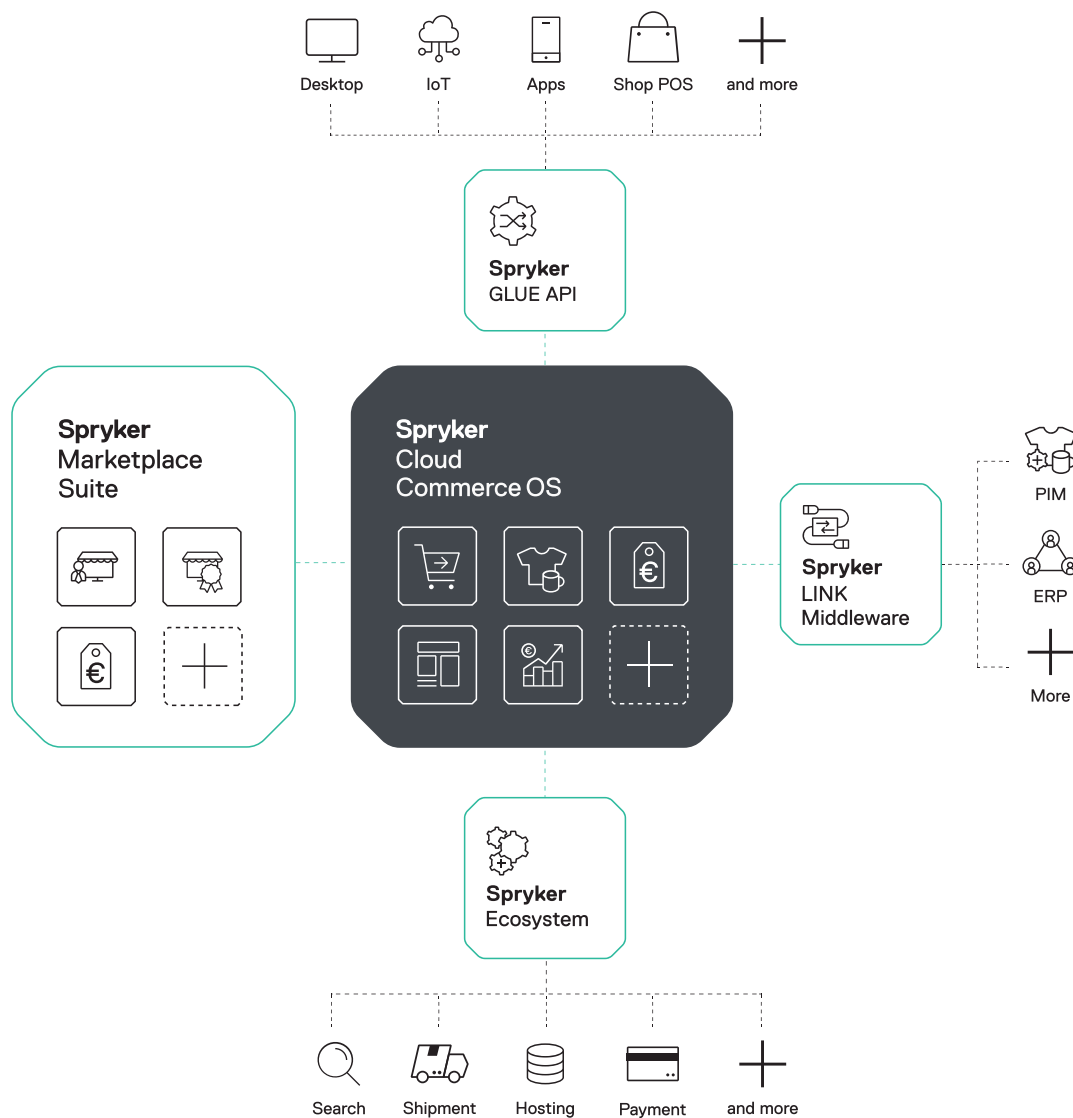 Desktop
IoT
Apps
Shop POS
and more
Spryker
GLUE API
Spryker
Marketplace
Suite
€
Spryker
Cloud
Commerce OS
€
€
Spryker
LINK
Middleware
PIM
ERP
More
Spryker
Ecosystem
Search
Shipment
Hosting
Payment
and more